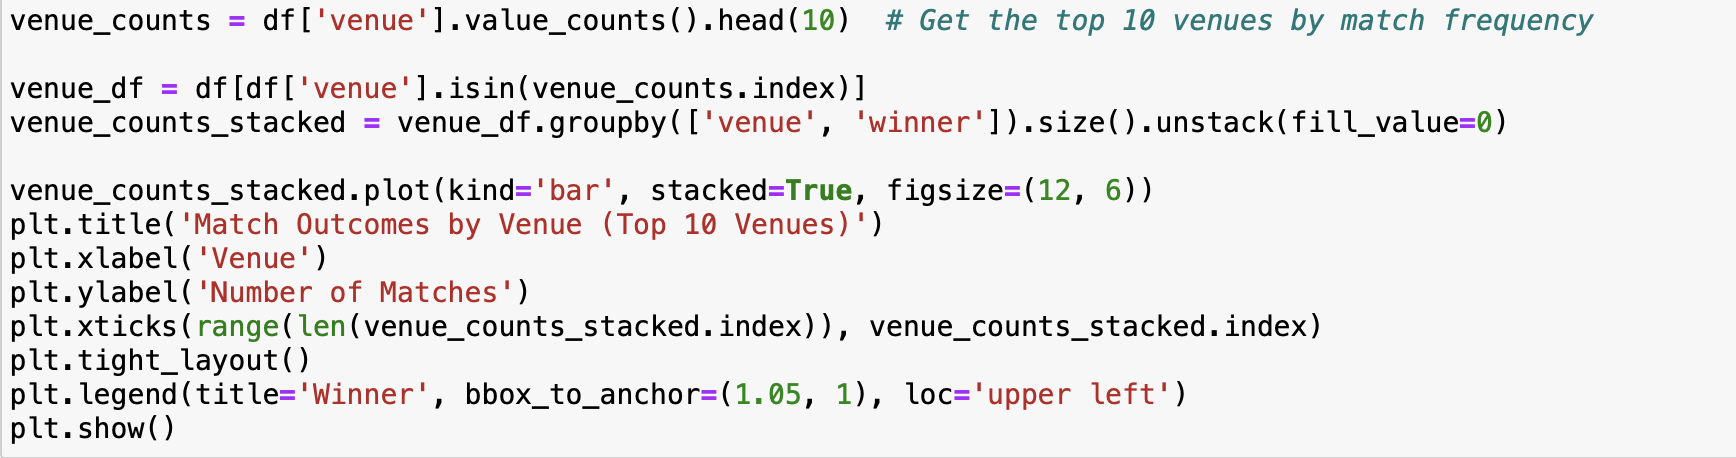 venue_counts = df['venue'].value_counts().head(10)  # Get the top 10 venues by match frequency
venue_df = df[df['venue'].isin(venue_counts.index)]
venue_counts_stacked = venue_df.groupby(['venue', 'winner']).size().unstack(fill_value=0)
venue_counts_stacked.plot(kind='bar', stacked=True, figsize=(12, 6))
plt.title('Match Outcomes by Venue (Top 10 Venues)')
plt.xlabel('Venue')
plt.ylabel('Number of Matches')
plt.xticks(range(len(venue_counts_stacked.index)), venue_counts_stacked.index)
plt.tight_layout()
plt.legend(title='Winner', bbox_to_anchor=(1.05, 1), loc='upper left')
plt.show()